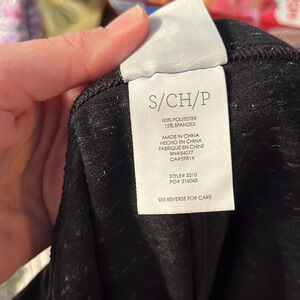 S/CH/P
85% POLYESTER
15% SPANDEX
MADE IN CHINA
HECHO EN CHINA
FABRIQUÉ EN CHINE
RN#54077
CA#59814
STYLE# 3210
PO# 216068
SEE REVERSE FOR CARE